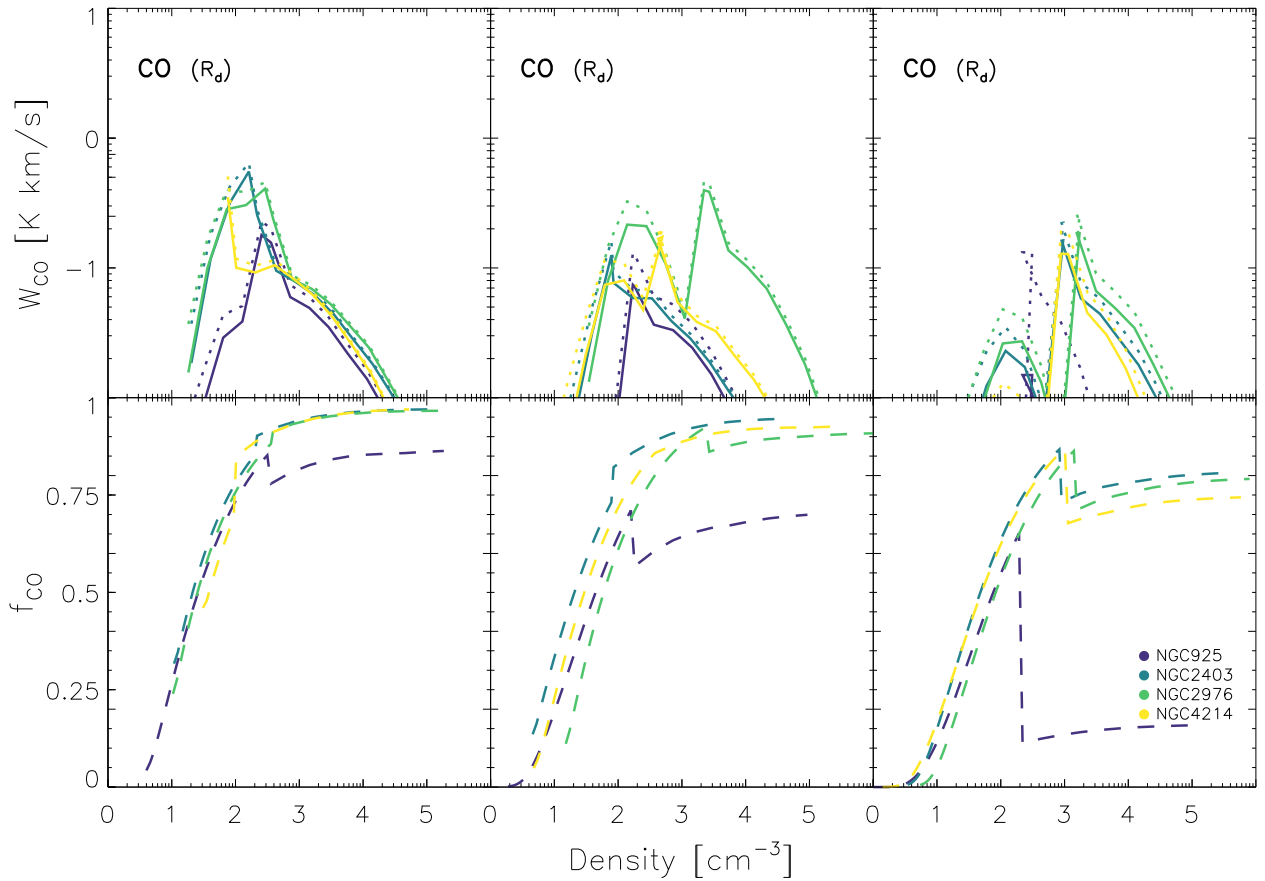 1
CO (R_d)
CO (R_d)
CO (R_d)
0
W_CO [K km/s]
-1
1
0.75
f_CO
0.5
0.25
0
NGC925
NGC2403
NGC2976
NGC4214
0 1 2 3 4 5 0 1 2 3 4 5 0 1 2 3 4 5
Density [cm⁻³]